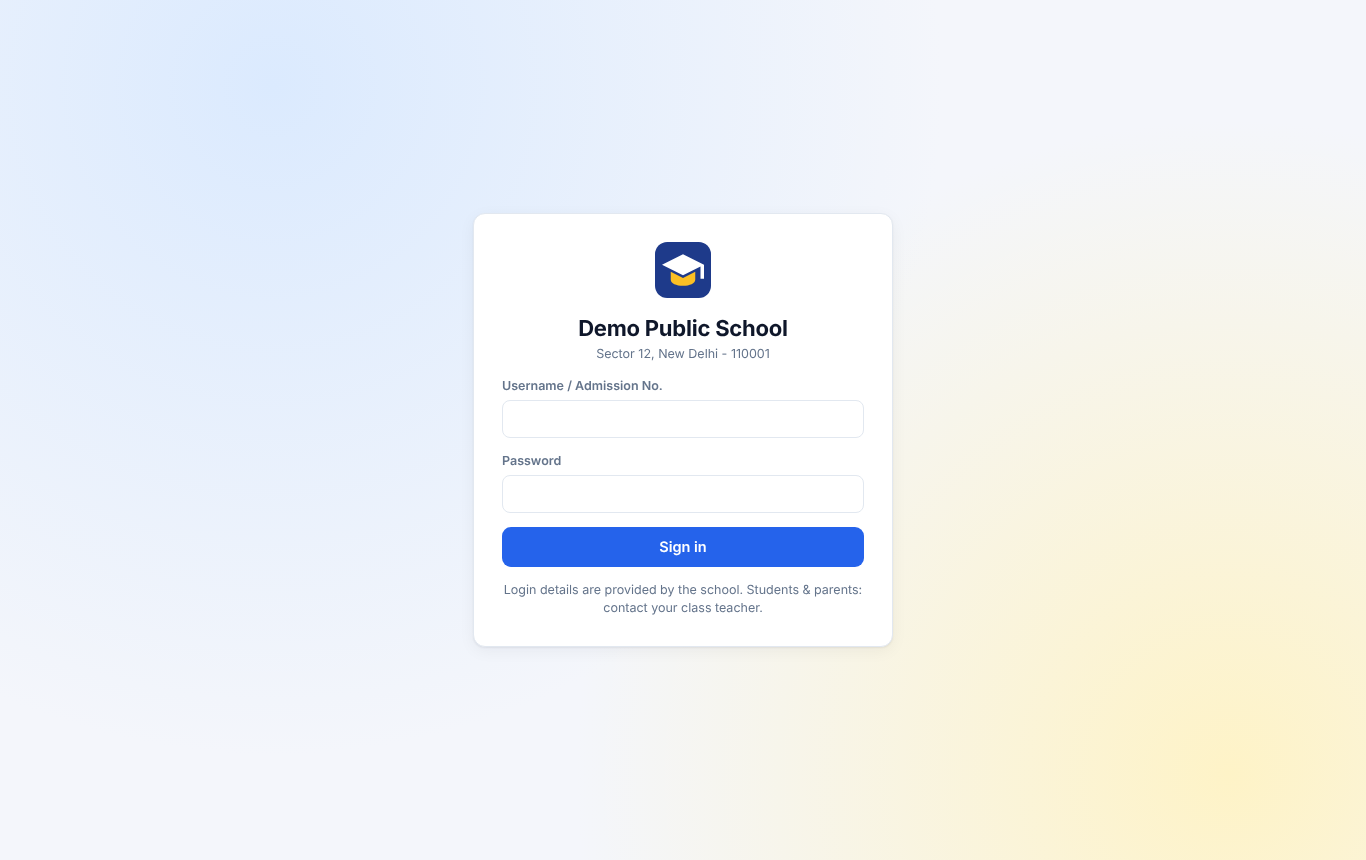 Demo Public School
Sector 12, New Delhi - 110001
Username / Admission No.
Password
Sign in
Login details are provided by the school. Students & parents:
contact your class teacher.